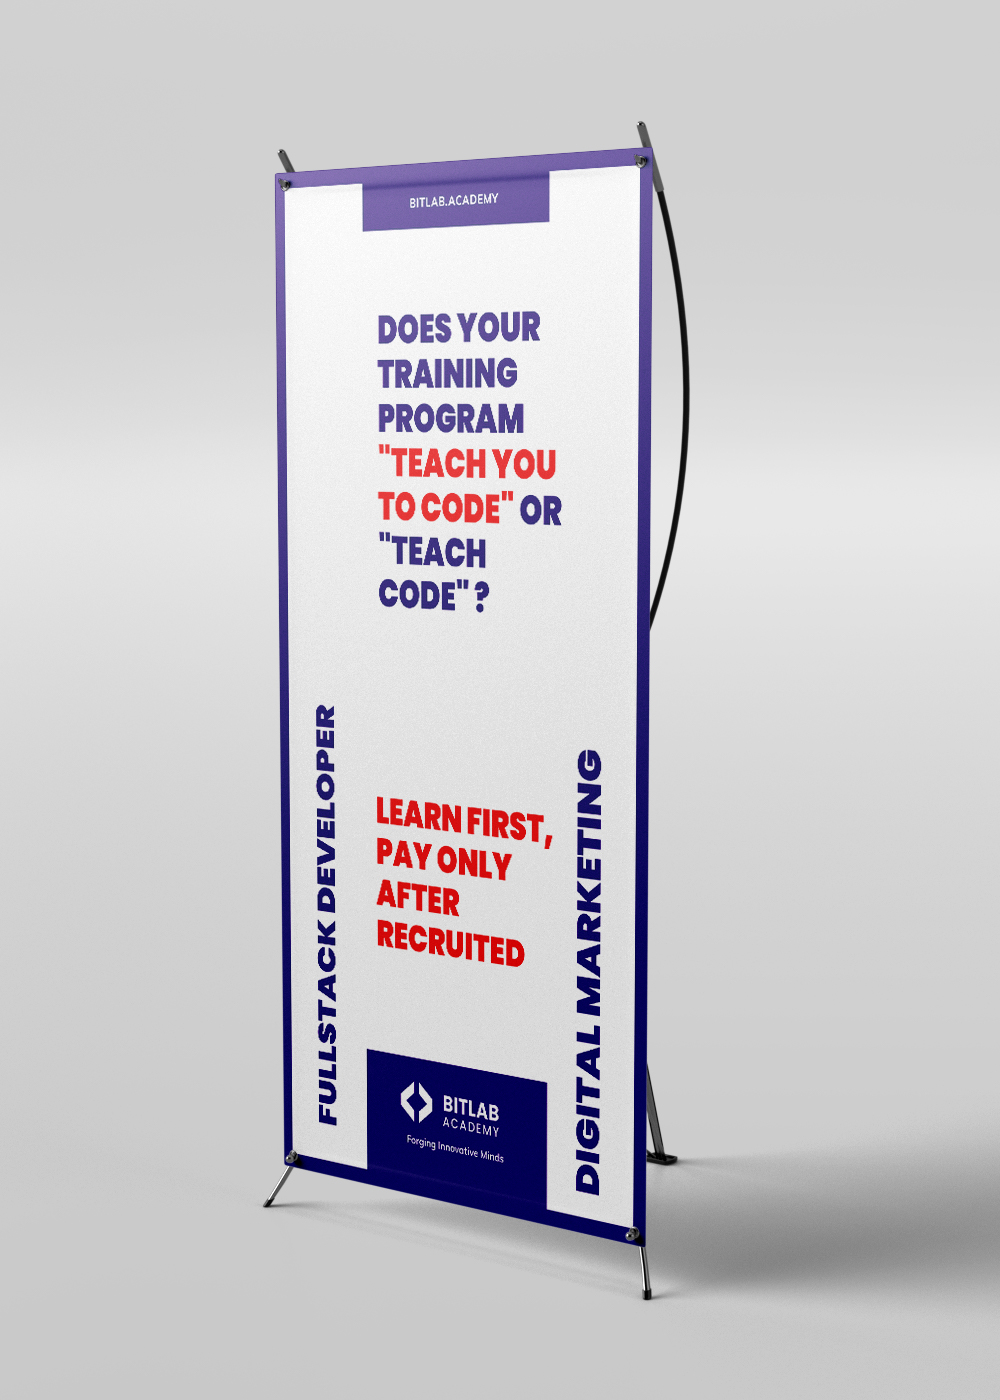 BITLAB.ACADEMY
DOES YOUR
TRAINING
PROGRAM
"TEACH YOU
TO CODE" OR
"TEACH
CODE" ?
FULLSTACK DEVELOPER
LEARN FIRST,
PAY ONLY
AFTER
RECRUITED
DIGITAL MARKETING
BITLAB
ACADEMY
Forging Innovative Minds